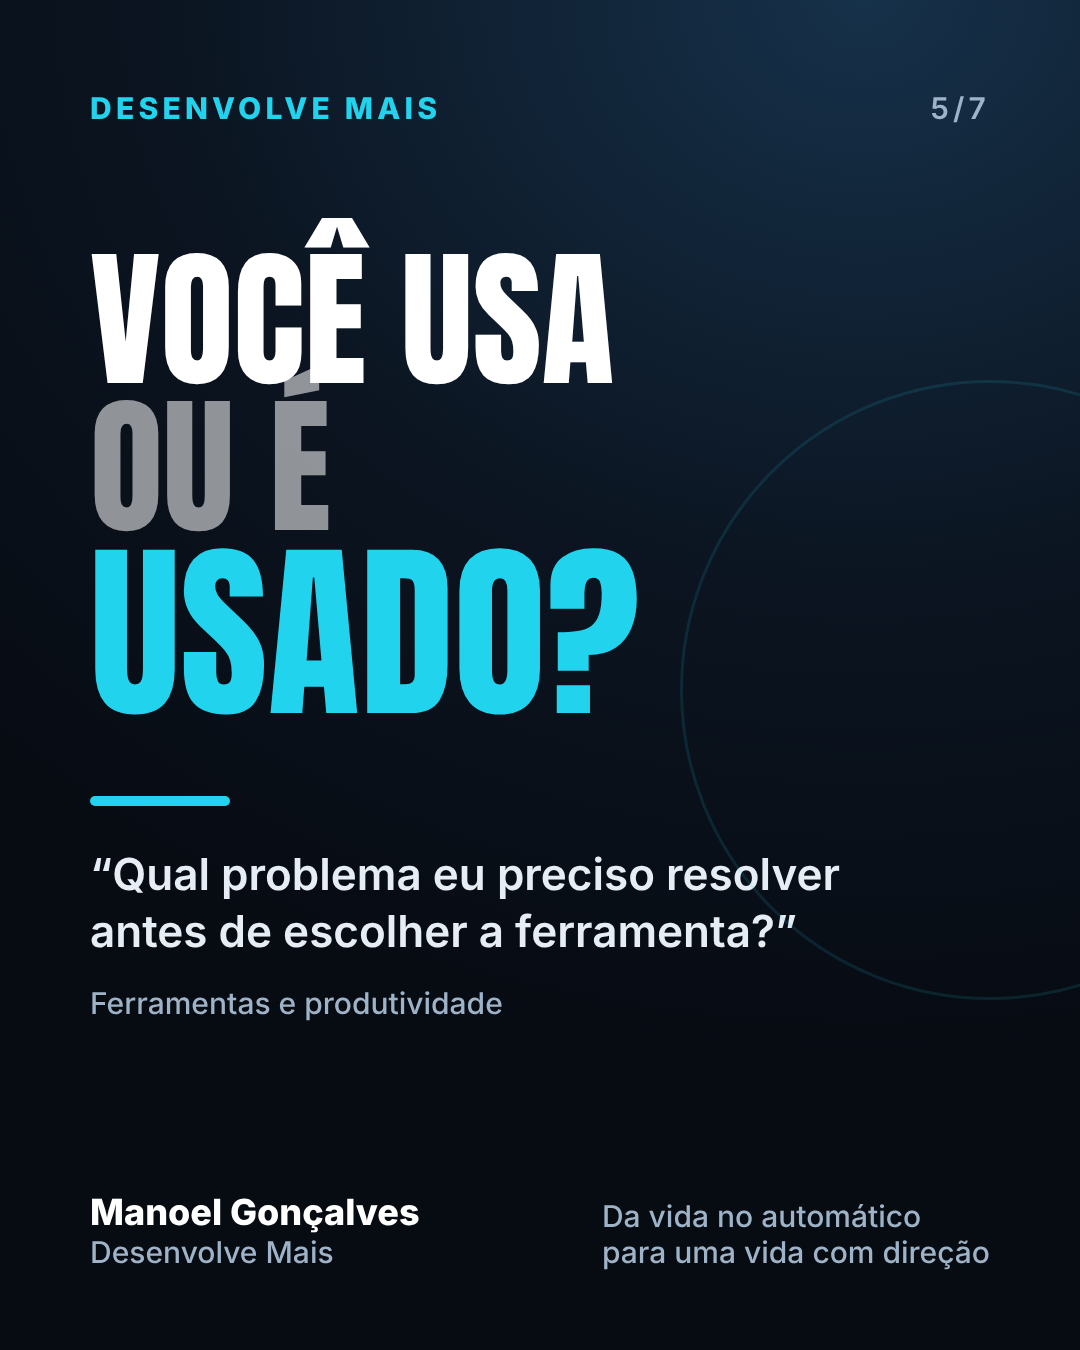 DESENVOLVE MAIS
5/7
VOCÊ USA
OU É
USADO?
“Qual problema eu preciso resolver
antes de escolher a ferramenta?”
Ferramentas e produtividade
Manoel Gonçalves
Desenvolve Mais
Da vida no automático
para uma vida com direção